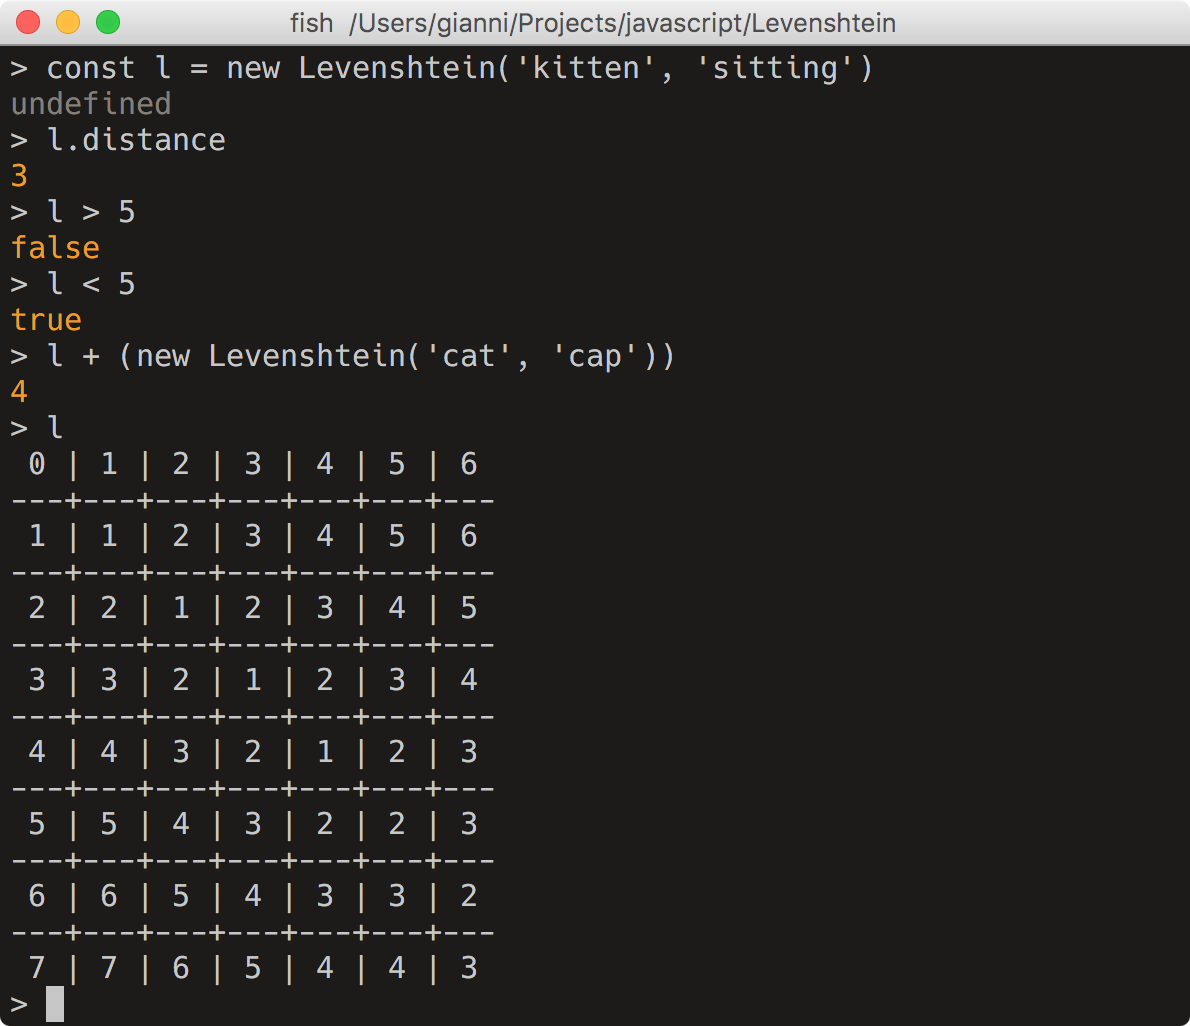 fish  /Users/gianni/Projects/javascript/Levenshtein
> const l = new Levenshtein('kitten', 'sitting')
undefined
> l.distance
3
> l > 5
false
> l < 5
true
> l + (new Levenshtein('cat', 'cap'))
4
> l
 0 | 1 | 2 | 3 | 4 | 5 | 6
---+---+---+---+---+---+---
 1 | 1 | 2 | 3 | 4 | 5 | 6
---+---+---+---+---+---+---
 2 | 2 | 1 | 2 | 3 | 4 | 5
---+---+---+---+---+---+---
 3 | 3 | 2 | 1 | 2 | 3 | 4
---+---+---+---+---+---+---
 4 | 4 | 3 | 2 | 1 | 2 | 3
---+---+---+---+---+---+---
 5 | 5 | 4 | 3 | 2 | 2 | 3
---+---+---+---+---+---+---
 6 | 6 | 5 | 4 | 3 | 3 | 2
---+---+---+---+---+---+---
 7 | 7 | 6 | 5 | 4 | 4 | 3
>